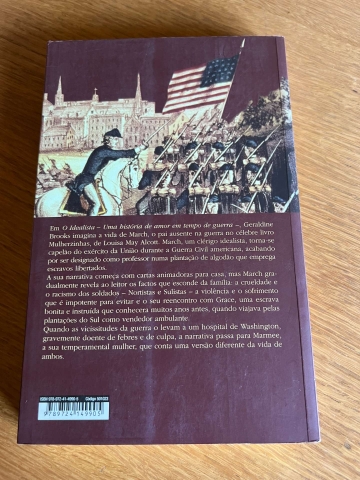 Em O Idealista – Uma história de amor em tempo de guerra –, Geraldine
Brooks imagina a vida de March, o pai ausente na guerra no célebre livro
Mulherzinhas, de Louisa May Alcott. March, um clérigo idealista, torna-se
capelão do exército da União durante a Guerra Civil americana, acabando
por ser designado como professor numa plantação de algodão que emprega
escravos libertados.
A sua narrativa começa com cartas animadoras para casa, mas March gra-
dualmente revela ao leitor os factos que esconde da família: a crueldade e
o racismo dos soldados – Nortistas e Sulistas – a violência e o sofrimento
que é impotente para evitar e o seu reencontro com Grace, uma escrava
bonita e instruída que conhecera muitos anos antes, quando viajava pelas
plantações do Sul como vendedor ambulante.
Quando as vicissitudes da guerra o levam a um hospital de Washington,
gravemente doente de febres e de culpa, a narrativa passa para Marmee,
a sua temperamental mulher, que conta uma versão diferente da vida de
ambos.
ISBN 978-972-41-4990-5
9789724149905